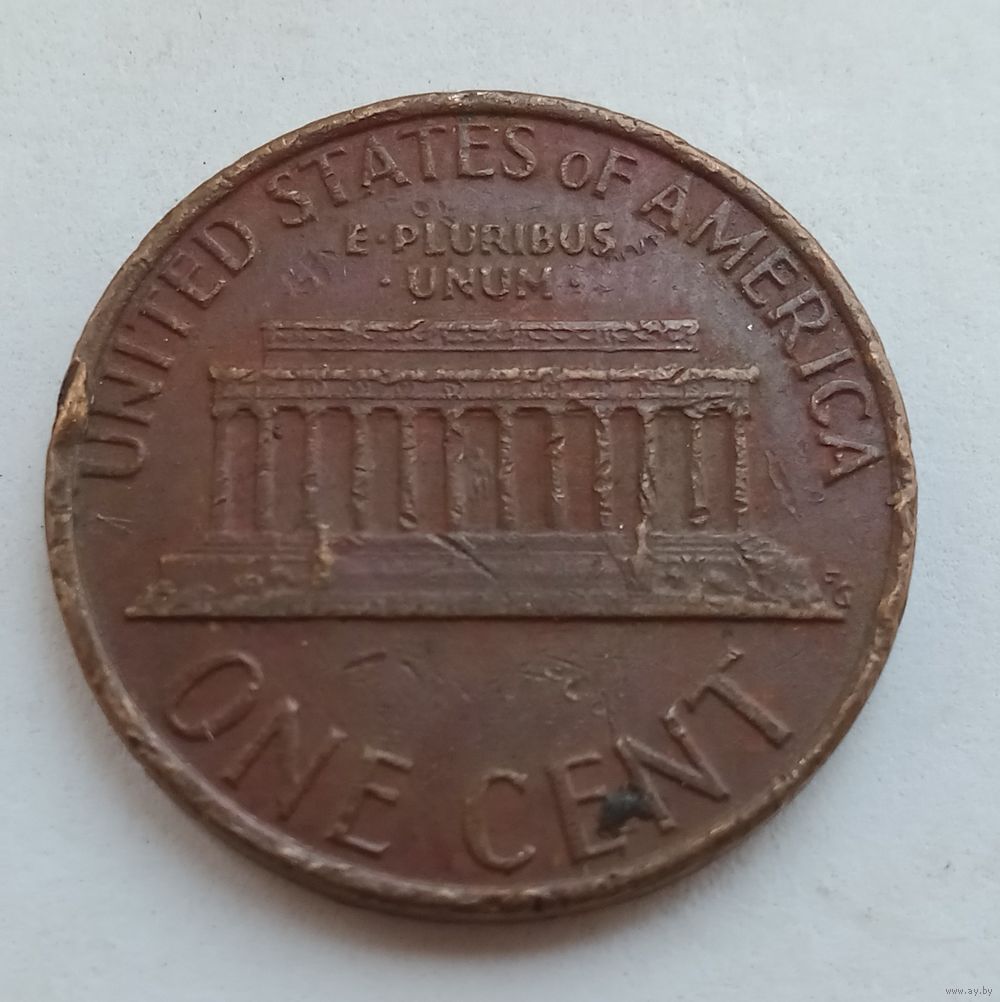 UNITED STATES OF AMERICA
E·PLURIBUS
·UNUM·
ONE CENT
www.ay.by